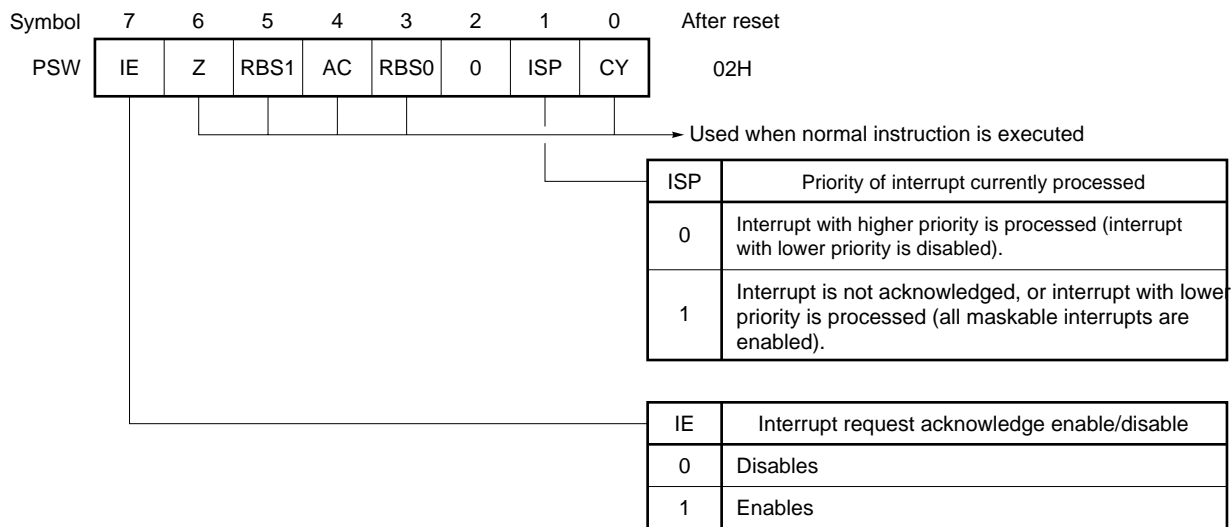 Symbol 7 6 5 4 3 2 1 0 After reset
PSW IE Z RBS1 AC RBS0 0 ISP CY 02H
Used when normal instruction is executed
ISP Priority of interrupt currently processed
0 Interrupt with higher priority is processed (interrupt
with lower priority is disabled).
1 Interrupt is not acknowledged, or interrupt with lower
priority is processed (all maskable interrupts are
enabled).
IE Interrupt request acknowledge enable/disable
0 Disables
1 Enables